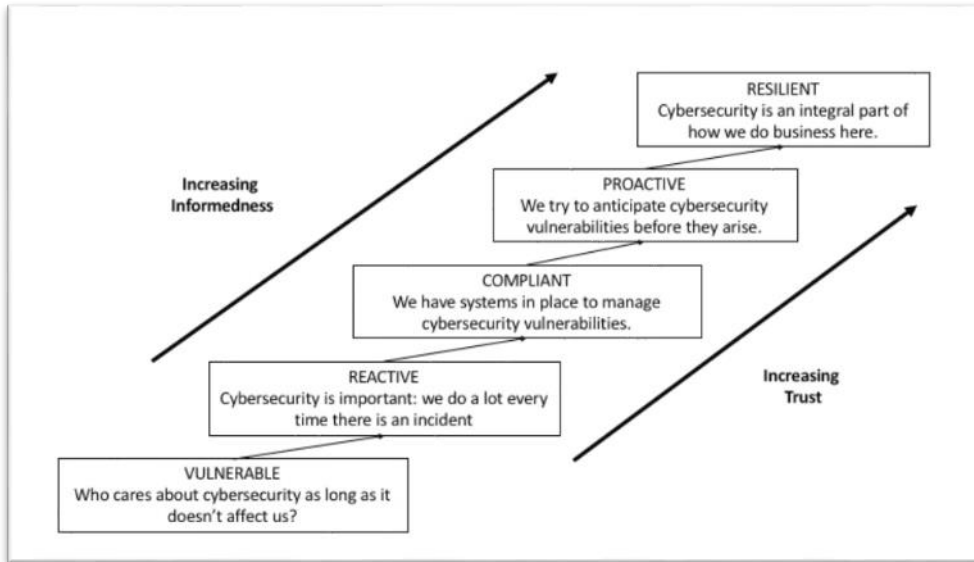 RESILIENT
Cybersecurity is an integral part of
how we do business here.
Increasing
Informedness
PROACTIVE
We try to anticipate cybersecurity
vulnerabilities before they arise.
COMPLIANT
We have systems in place to manage
cybersecurity vulnerabilities.
Increasing
Trust
REACTIVE
Cybersecurity is important: we do a lot every
time there is an incident
VULNERABLE
Who cares about cybersecurity as long as it
doesn't affect us?